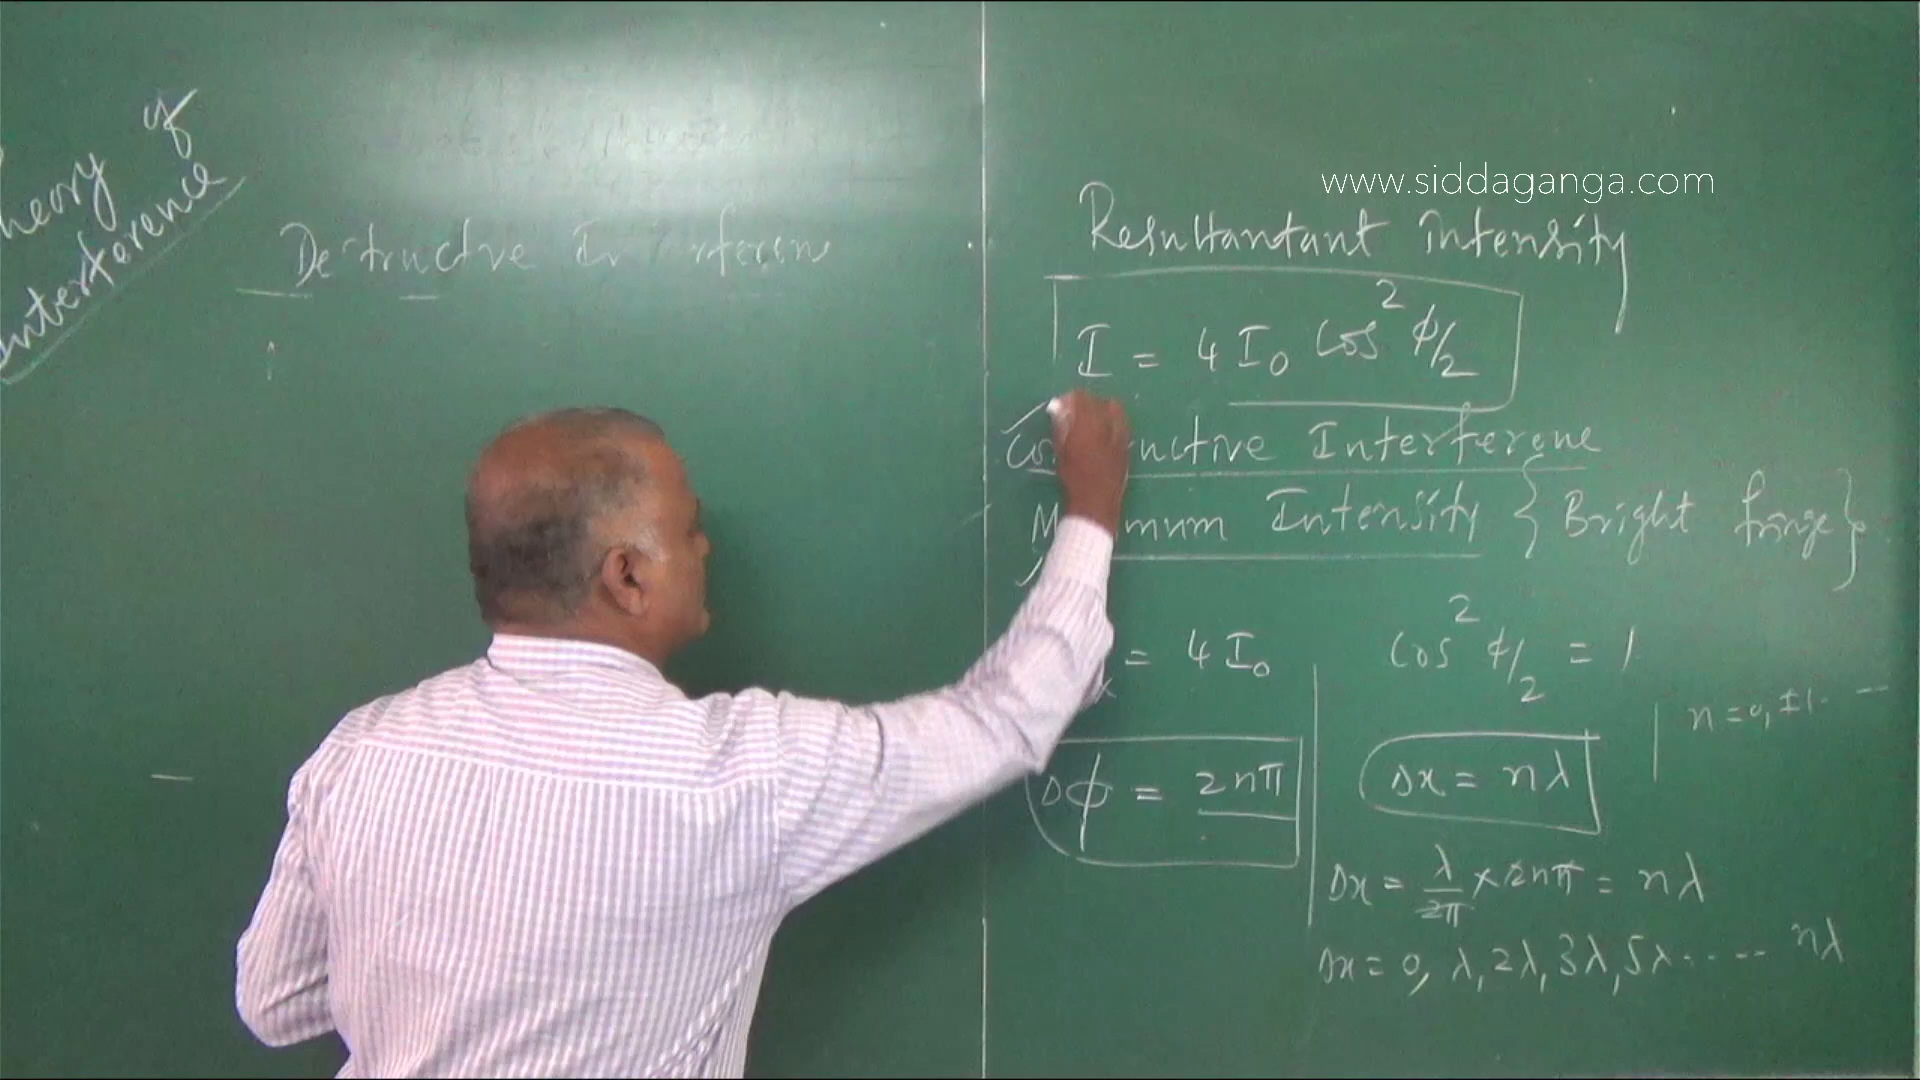 Theory of
Interference
Destructive Interferen
www.siddaganga.com
Resultantant intensity
I = 4 I₀ Cos² ϕ/2
Constructive Interferene
Maximum Intensity { Bright fringe }
= 4 I₀
Cos² ϕ/2 = 1
n = 0, ±1. --
Δϕ = 2nπ
Δx = nλ
Δx = λ/2π × 2nπ = nλ
Δx = 0, λ, 2λ, 3λ, 5λ ---- nλ